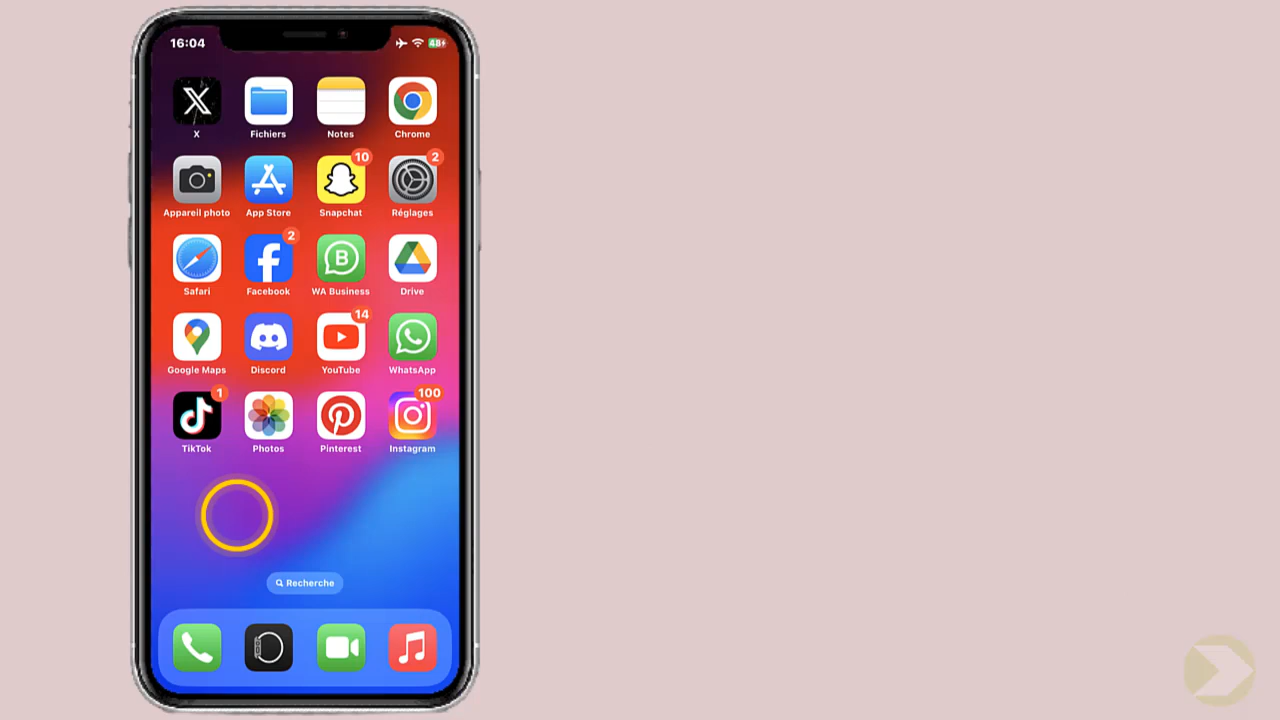 16:04
48
X
Fichiers
Notes
Chrome
10
2
Appareil photo
App Store
Snapchat
Réglages
2
B
Safari
Facebook
WA Business
Drive
14
Google Maps
Discord
YouTube
WhatsApp
1
100
TikTok
Photos
Pinterest
Instagram
Recherche